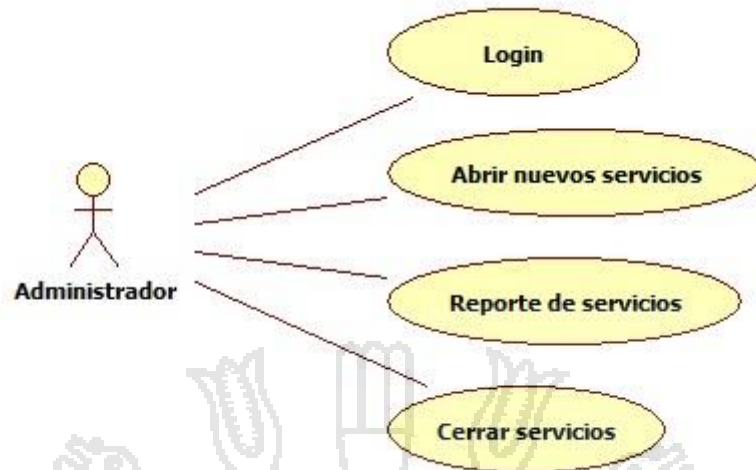 Login
Abrir nuevos servicios
Administrador
Reporte de servicios
Cerrar servicios